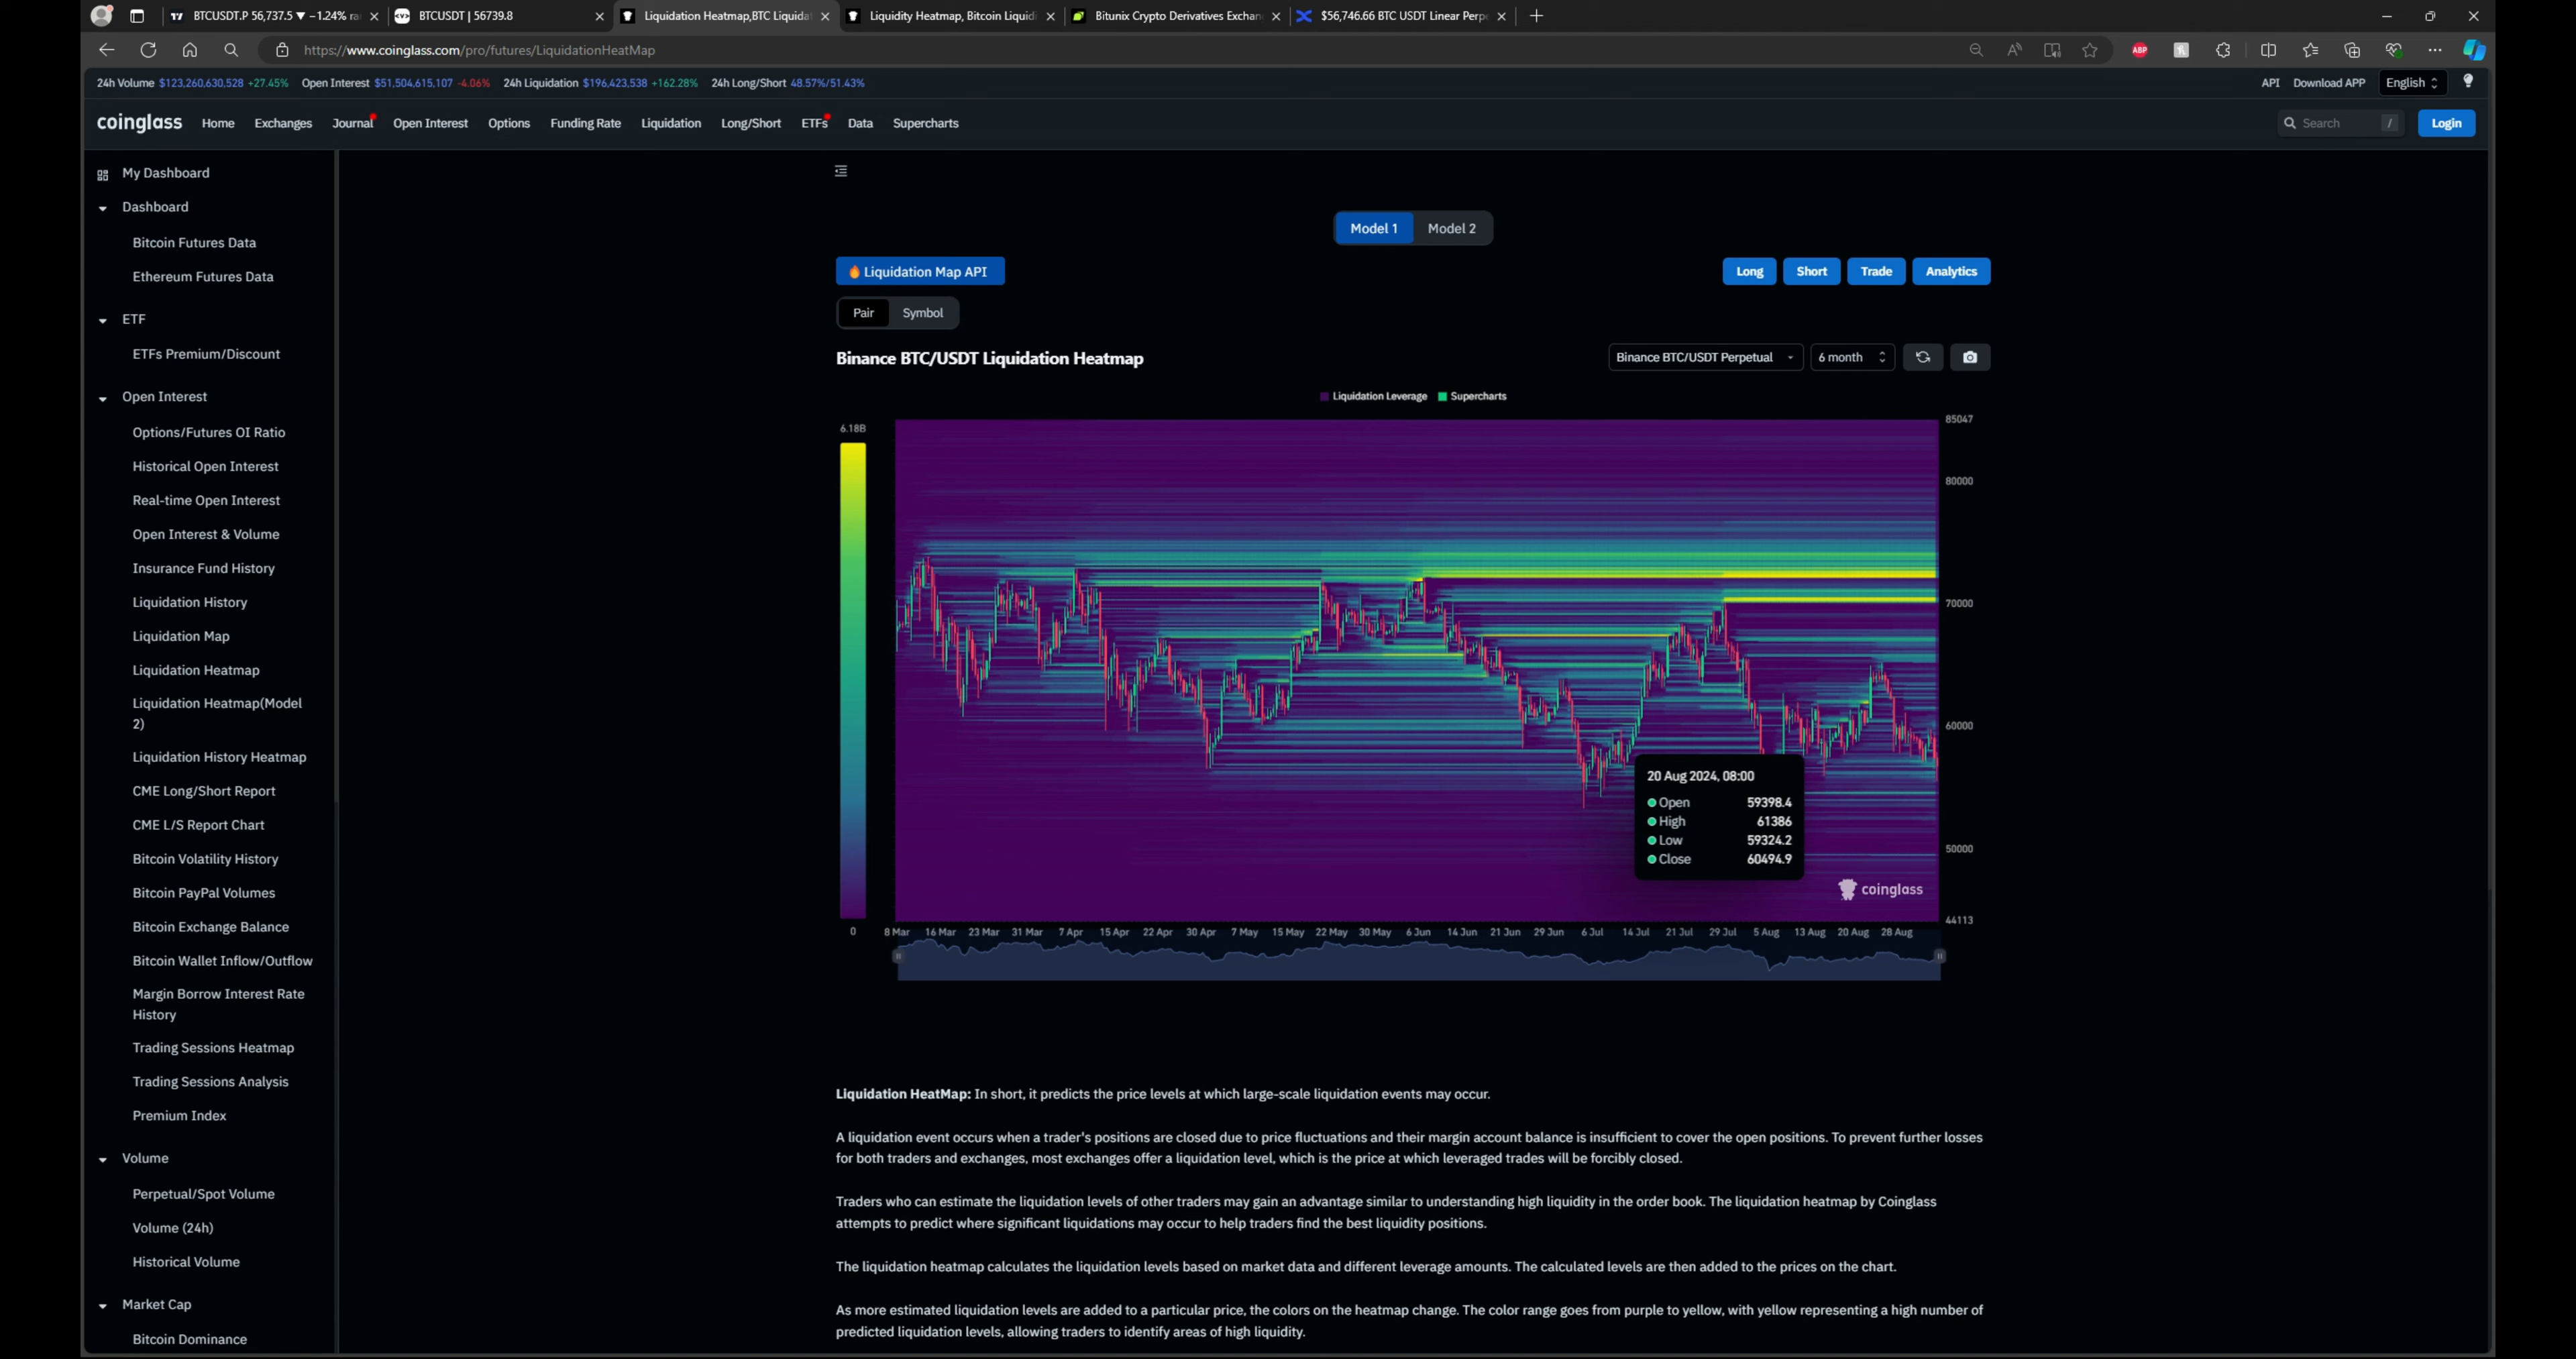 BTCUSDT.P 56,737.5 ▼ −1.24%
BTCUSDT | 56739.8
Liquidation Heatmap,BTC Liquida
Liquidity Heatmap, Bitcoin Liquidi
Bitunix Crypto Derivatives Exchan
$56,746.66 BTC USDT Linear Perpe
https://www.coinglass.com/pro/futures/LiquidationHeatMap
ABP
24h Volume $123,260,630,528 +27.45% Open Interest $51,504,615,107 -4.06% 24h Liquidation $196,423,538 +162.28% 24h Long/Short 48.57%/51.43%
API Download APP English
coinglass Home Exchanges Journal Open Interest Options Funding Rate Liquidation Long/Short ETFs Data Supercharts
Search / Login
My Dashboard
Dashboard
Bitcoin Futures Data
Ethereum Futures Data
ETF
ETFs Premium/Discount
Open Interest
Options/Futures OI Ratio
Historical Open Interest
Real-time Open Interest
Open Interest & Volume
Insurance Fund History
Liquidation History
Liquidation Map
Liquidation Heatmap
Liquidation Heatmap(Model
2)
Liquidation History Heatmap
CME Long/Short Report
CME L/S Report Chart
Bitcoin Volatility History
Bitcoin PayPal Volumes
Bitcoin Exchange Balance
Bitcoin Wallet Inflow/Outflow
Margin Borrow Interest Rate
History
Trading Sessions Heatmap
Trading Sessions Analysis
Premium Index
Volume
Perpetual/Spot Volume
Volume (24h)
Historical Volume
Market Cap
Bitcoin Dominance
Model 1 Model 2
Liquidation Map API
Long Short Trade Analytics
Pair Symbol
Binance BTC/USDT Liquidation Heatmap
Binance BTC/USDT Perpetual 6 month
Liquidation Leverage Supercharts
6.18B
0
85047
80000
70000
60000
50000
44113
20 Aug 2024, 08:00
Open 59398.4
High 61386
Low 59324.2
Close 60494.9
coinglass
8 Mar 16 Mar 23 Mar 31 Mar 7 Apr 15 Apr 22 Apr 30 Apr 7 May 15 May 22 May 30 May 6 Jun 14 Jun 21 Jun 29 Jun 6 Jul 14 Jul 21 Jul 29 Jul 5 Aug 13 Aug 20 Aug 28 Aug
Liquidation HeatMap: In short, it predicts the price levels at which large-scale liquidation events may occur.
A liquidation event occurs when a trader's positions are closed due to price fluctuations and their margin account balance is insufficient to cover the open positions. To prevent further losses
for both traders and exchanges, most exchanges offer a liquidation level, which is the price at which leveraged trades will be forcibly closed.
Traders who can estimate the liquidation levels of other traders may gain an advantage similar to understanding high liquidity in the order book. The liquidation heatmap by Coinglass
attempts to predict where significant liquidations may occur to help traders find the best liquidity positions.
The liquidation heatmap calculates the liquidation levels based on market data and different leverage amounts. The calculated levels are then added to the prices on the chart.
As more estimated liquidation levels are added to a particular price, the colors on the heatmap change. The color range goes from purple to yellow, with yellow representing a high number of
predicted liquidation levels, allowing traders to identify areas of high liquidity.